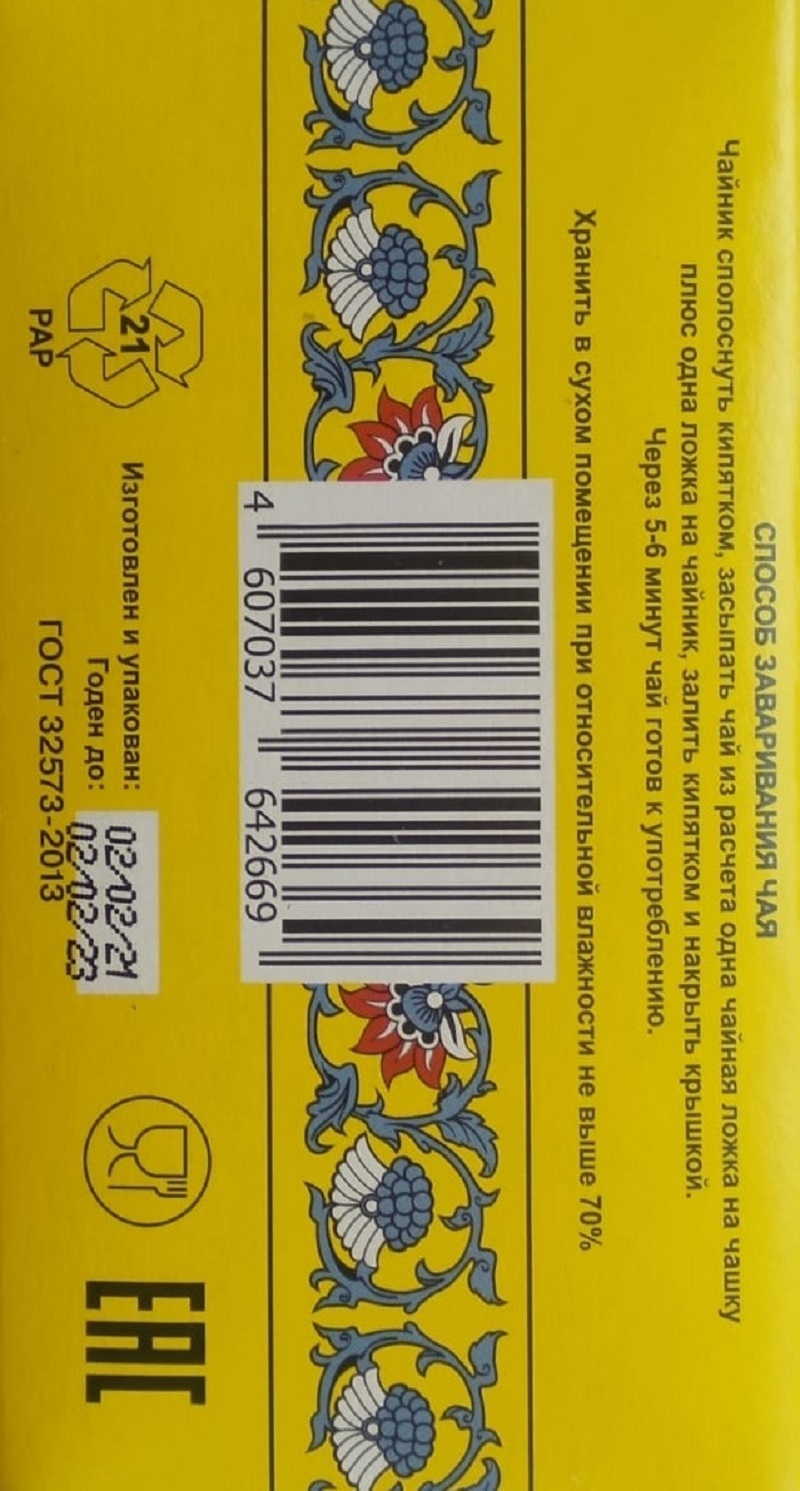 СПОСОБ ЗАВАРИВАНИЯ ЧАЯ
Чайник сполоснуть кипятком, засыпать чай из расчета одна чайная ложка на чашку
плюс одна ложка на чайник, залить кипятком и накрыть крышкой.
Через 5-6 минут чай готов к употреблению.
Хранить в сухом помещении при относительной влажности не выше 70%
4 607037 642669
21
PAP
Изготовлен и упакован: 02/02/21
Годен до: 02/02/23
ГОСТ 32573-2013
EAC